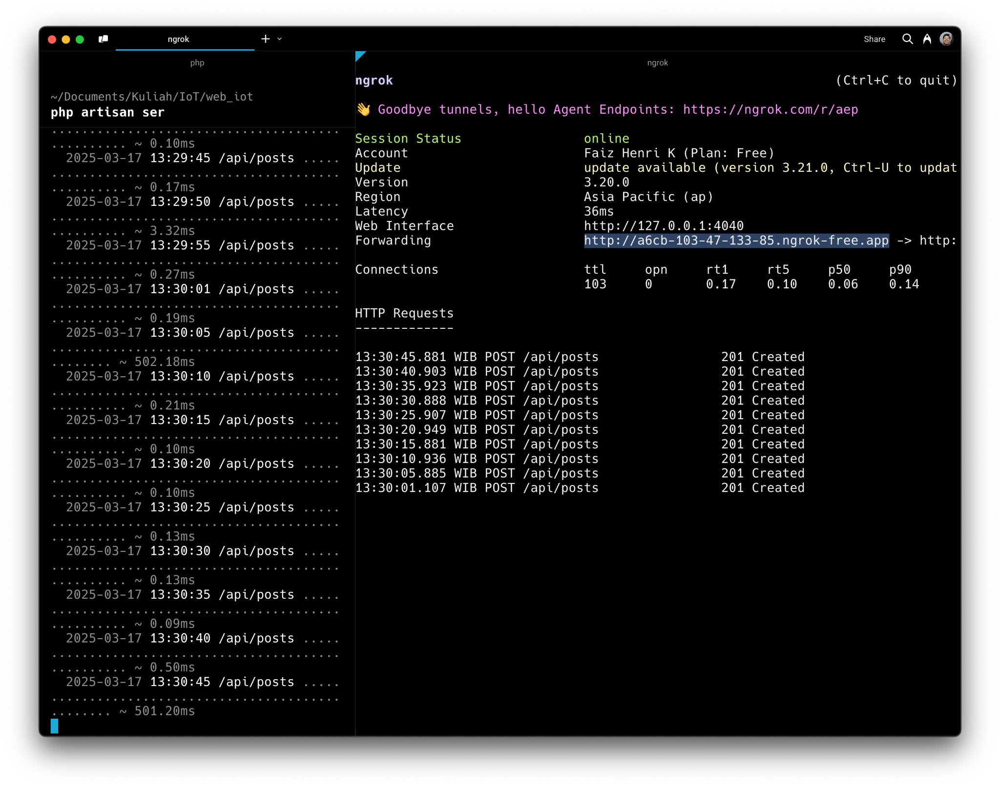 ngrok
Share
php
~/Documents/Kuliah/IoT/web_iot
php artisan ser
.....................................
.......... ~ 0.10ms
2025-03-17 13:29:45 /api/posts .....
.....................................
.......... ~ 0.17ms
2025-03-17 13:29:50 /api/posts .....
.....................................
.......... ~ 3.32ms
2025-03-17 13:29:55 /api/posts .....
.....................................
.......... ~ 0.27ms
2025-03-17 13:30:01 /api/posts .....
.....................................
.......... ~ 0.19ms
2025-03-17 13:30:05 /api/posts .....
.....................................
........ ~ 502.18ms
2025-03-17 13:30:10 /api/posts .....
.....................................
.......... ~ 0.21ms
2025-03-17 13:30:15 /api/posts .....
.....................................
.......... ~ 0.10ms
2025-03-17 13:30:20 /api/posts .....
.....................................
.......... ~ 0.10ms
2025-03-17 13:30:25 /api/posts .....
.....................................
.......... ~ 0.13ms
2025-03-17 13:30:30 /api/posts .....
.....................................
.......... ~ 0.13ms
2025-03-17 13:30:35 /api/posts .....
.....................................
.......... ~ 0.09ms
2025-03-17 13:30:40 /api/posts .....
.....................................
.......... ~ 0.50ms
2025-03-17 13:30:45 /api/posts .....
.....................................
........ ~ 501.20ms
ngrok
ngrok (Ctrl+C to quit)
👋 Goodbye tunnels, hello Agent Endpoints: https://ngrok.com/r/aep
Session Status online
Account Faiz Henri K (Plan: Free)
Update update available (version 3.21.0, Ctrl-U to updat
Version 3.20.0
Region Asia Pacific (ap)
Latency 36ms
Web Interface http://127.0.0.1:4040
Forwarding http://a6cb-103-47-133-85.ngrok-free.app -> http:
Connections ttl opn rt1 rt5 p50 p90
103 0 0.17 0.10 0.06 0.14
HTTP Requests
-------------
13:30:45.881 WIB POST /api/posts 201 Created
13:30:40.903 WIB POST /api/posts 201 Created
13:30:35.923 WIB POST /api/posts 201 Created
13:30:30.888 WIB POST /api/posts 201 Created
13:30:25.907 WIB POST /api/posts 201 Created
13:30:20.949 WIB POST /api/posts 201 Created
13:30:15.881 WIB POST /api/posts 201 Created
13:30:10.936 WIB POST /api/posts 201 Created
13:30:05.885 WIB POST /api/posts 201 Created
13:30:01.107 WIB POST /api/posts 201 Created